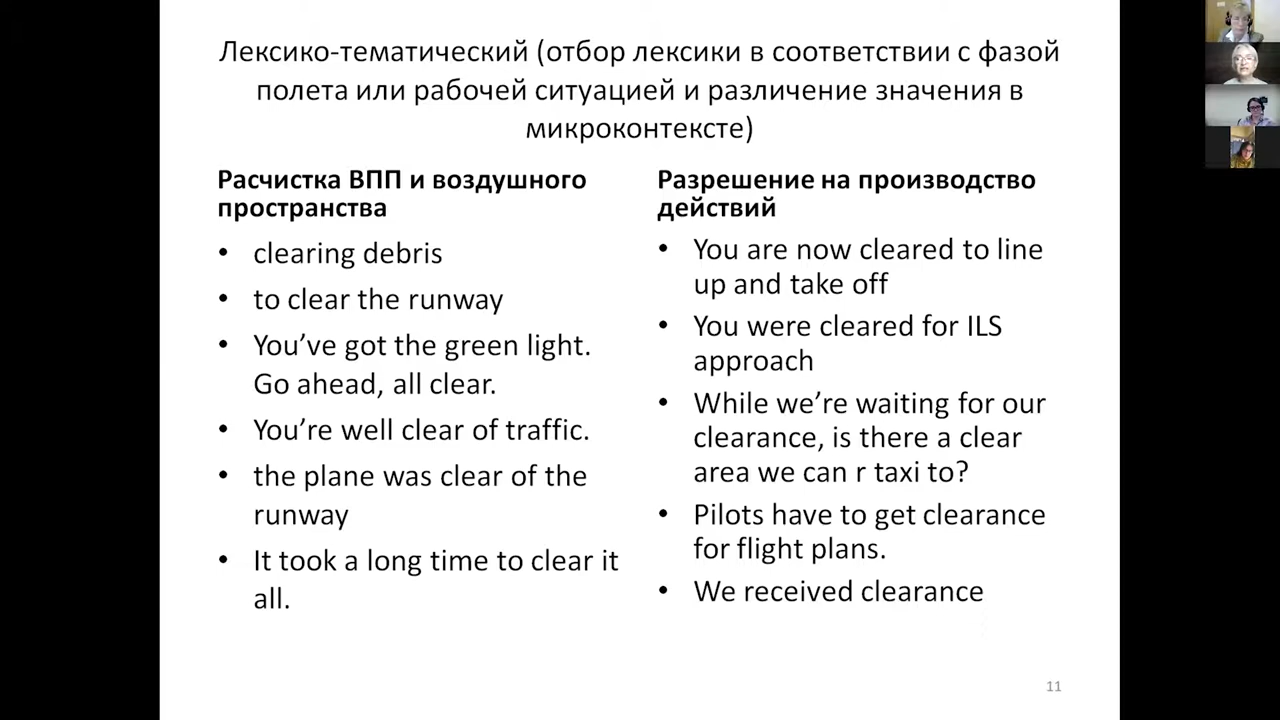 Лексико-тематический (отбор лексики в соответствии с фазой
полета или рабочей ситуацией и различение значения в
микроконтексте)
Расчистка ВПП и воздушного
пространства
• clearing debris
• to clear the runway
• You’ve got the green light.
Go ahead, all clear.
• You’re well clear of traffic.
• the plane was clear of the
runway
• It took a long time to clear it
all.
Разрешение на производство
действий
• You are now cleared to line
up and take off
• You were cleared for ILS
approach
• While we’re waiting for our
clearance, is there a clear
area we can r taxi to?
• Pilots have to get clearance
for flight plans.
• We received clearance
11